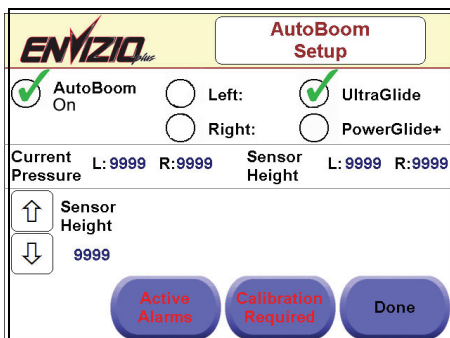 ENVIZIO plus
AutoBoom
Setup
AutoBoom
On
Left:
UltraGlide
Right:
PowerGlide+
Current
Pressure
L: 9999 R: 9999
Sensor
Height
L: 9999 R: 9999
Sensor
Height
9999
Active
Alarms
Calibration
Required
Done